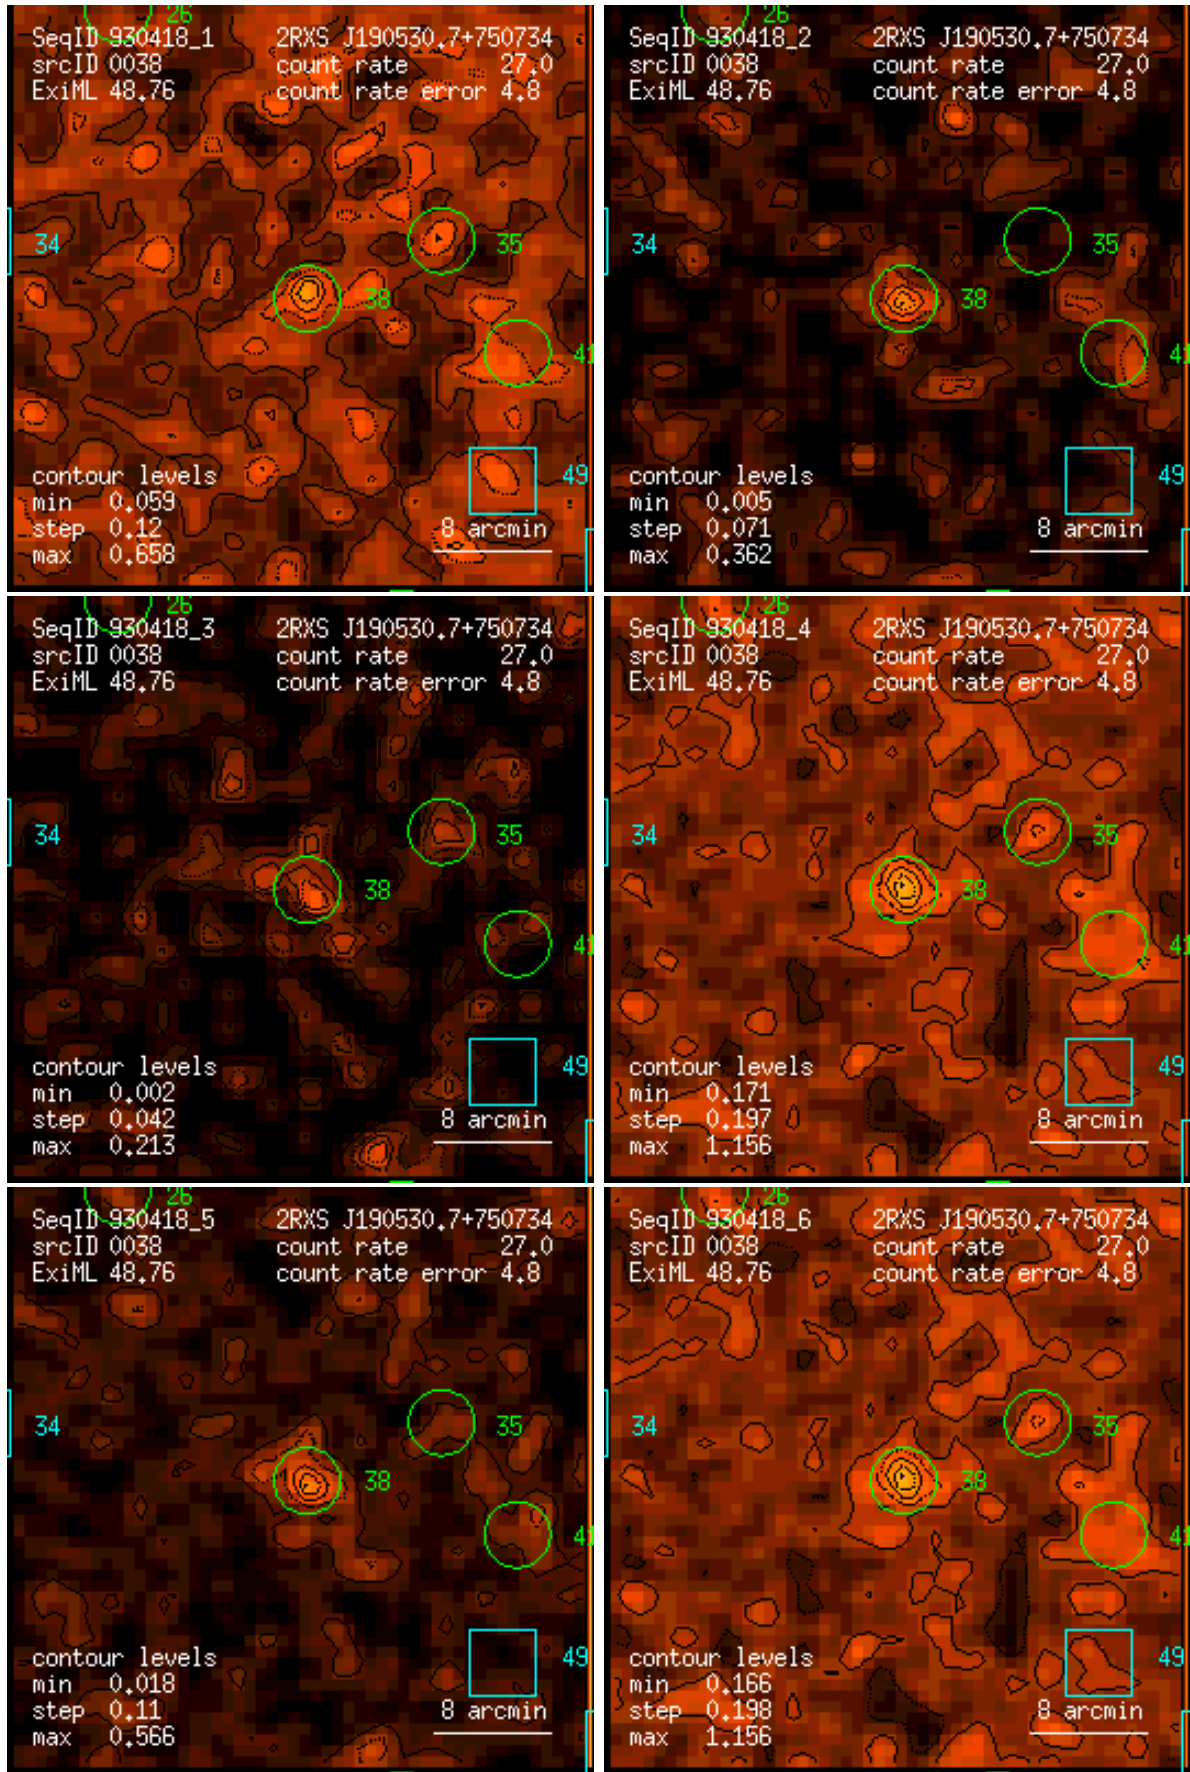 26
SeqID 930418_1 2RXS J190530.7+750734
srcID 0038 count rate 27.0
ExiML 48.76 count rate error 4.8
34
35
38
41
contour levels
49
min 0.059
step 0.12 8 arcmin
max 0.658
26
SeqID 930418_2 2RXS J190530.7+750734
srcID 0038 count rate 27.0
ExiML 48.76 count rate error 4.8
34
35
38
41
contour levels
49
min 0.005
step 0.071 8 arcmin
max 0.362
26
SeqID 930418_3 2RXS J190530.7+750734
srcID 0038 count rate 27.0
ExiML 48.76 count rate error 4.8
34
35
38
41
contour levels
49
min 0.002
step 0.042 8 arcmin
max 0.213
26
SeqID 930418_4 2RXS J190530.7+750734
srcID 0038 count rate 27.0
ExiML 48.76 count rate error 4.8
34
35
38
41
contour levels
49
min 0.171
step 0.197 8 arcmin
max 1.156
26
SeqID 930418_5 2RXS J190530.7+750734
srcID 0038 count rate 27.0
ExiML 48.76 count rate error 4.8
34
35
38
41
contour levels
49
min 0.018
step 0.11 8 arcmin
max 0.566
26
SeqID 930418_6 2RXS J190530.7+750734
srcID 0038 count rate 27.0
ExiML 48.76 count rate error 4.8
34
35
38
41
contour levels
49
min 0.166
step 0.198 8 arcmin
max 1.156